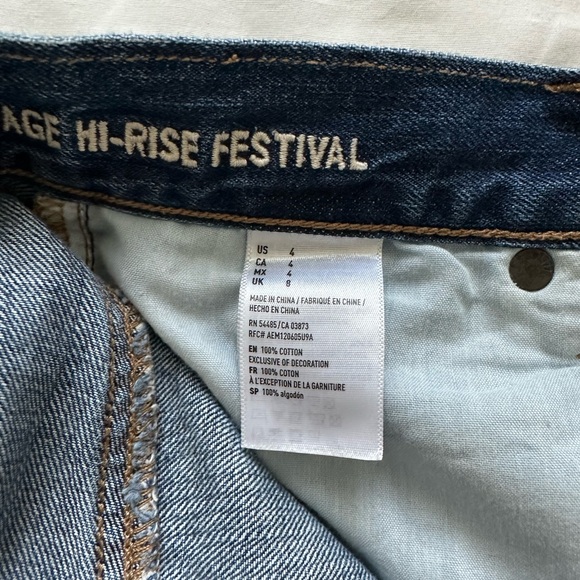 AGE HI-RISE FESTIVAL
US 4
CA 4
MX 4
UK 8
MADE IN CHINA / FABRIQUÉ EN CHINE /
HECHO EN CHINA
RN 54485/CA 03873
RFC# AEM120605U9A
EN 100% COTTON
EXCLUSIVE OF DECORATION
FR 100% COTON
À L'EXCEPTION DE LA GARNITURE
SP 100% algodón